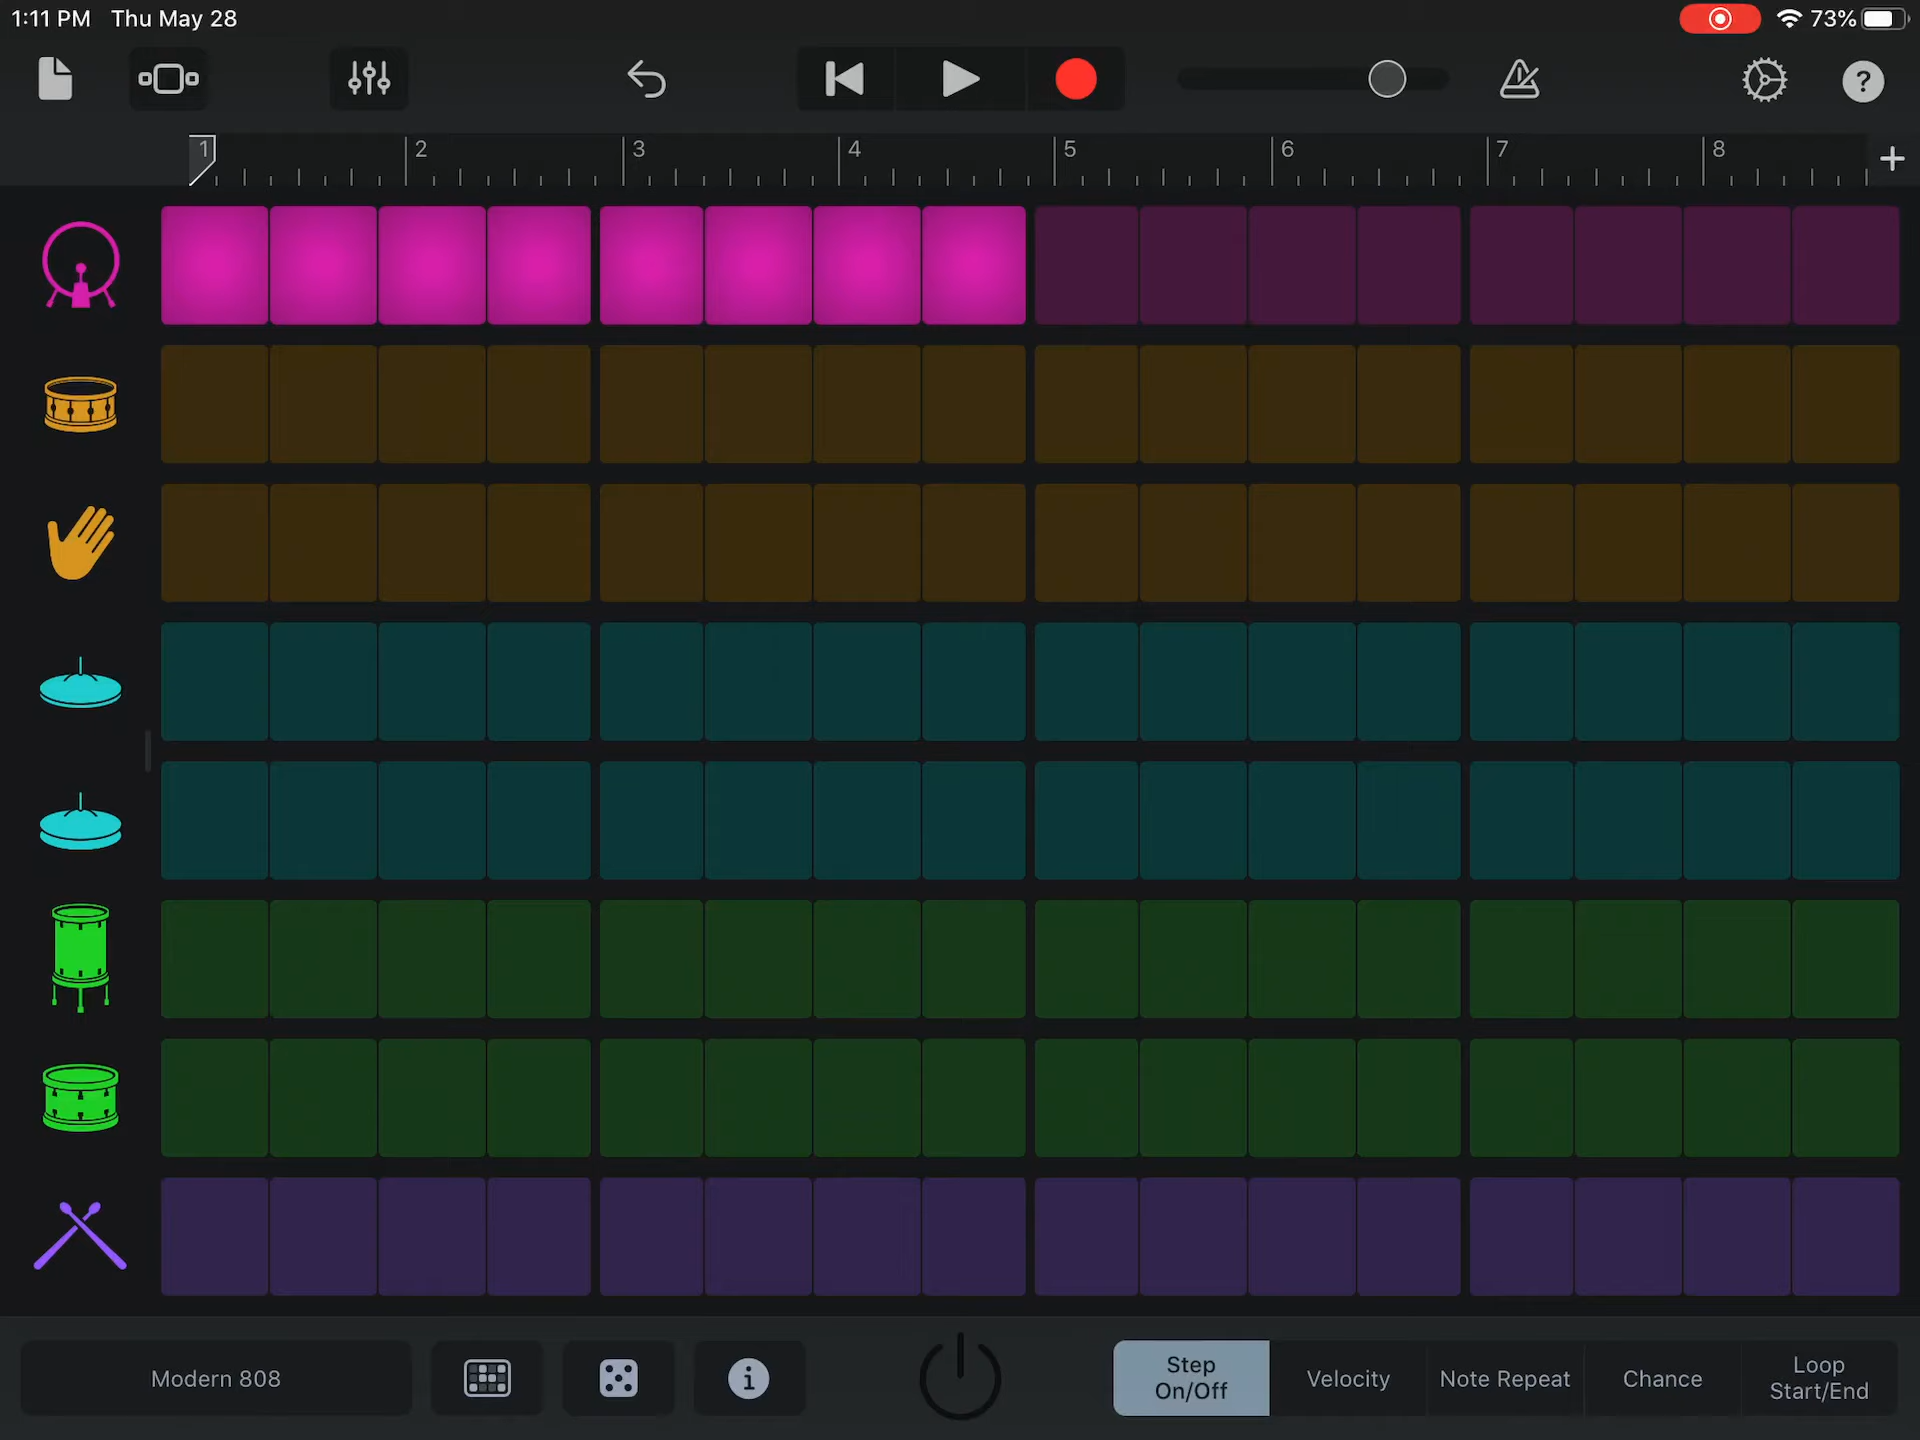 1:11 PM Thu May 28
73%
?
1 2 3 4 5 6 7 8
Modern 808
i
Step
On/Off
Velocity
Note Repeat
Chance
Loop
Start/End